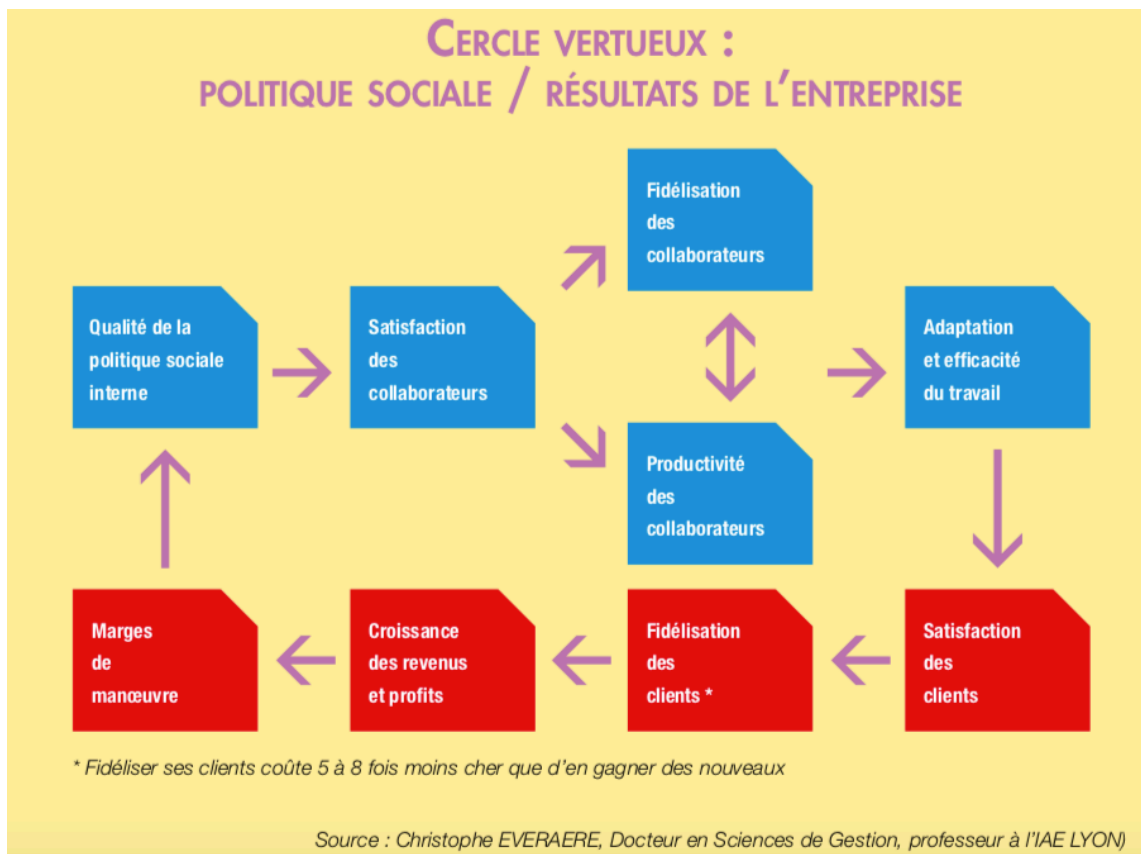 CERCLE VERTUEUX :
POLITIQUE SOCIALE / RÉSULTATS DE L'ENTREPRISE
Fidélisation
des
collaborateurs
Qualité de la
politique sociale
interne
Satisfaction
des
collaborateurs
Adaptation
et efficacité
du travail
Productivité
des
collaborateurs
Marges
de
manœuvre
Croissance
des revenus
et profits
Fidélisation
des
clients *
Satisfaction
des
clients
* Fidéliser ses clients coûte 5 à 8 fois moins cher que d'en gagner des nouveaux
Source : Christophe EVERAERE, Docteur en Sciences de Gestion, professeur à l'IAE LYON)